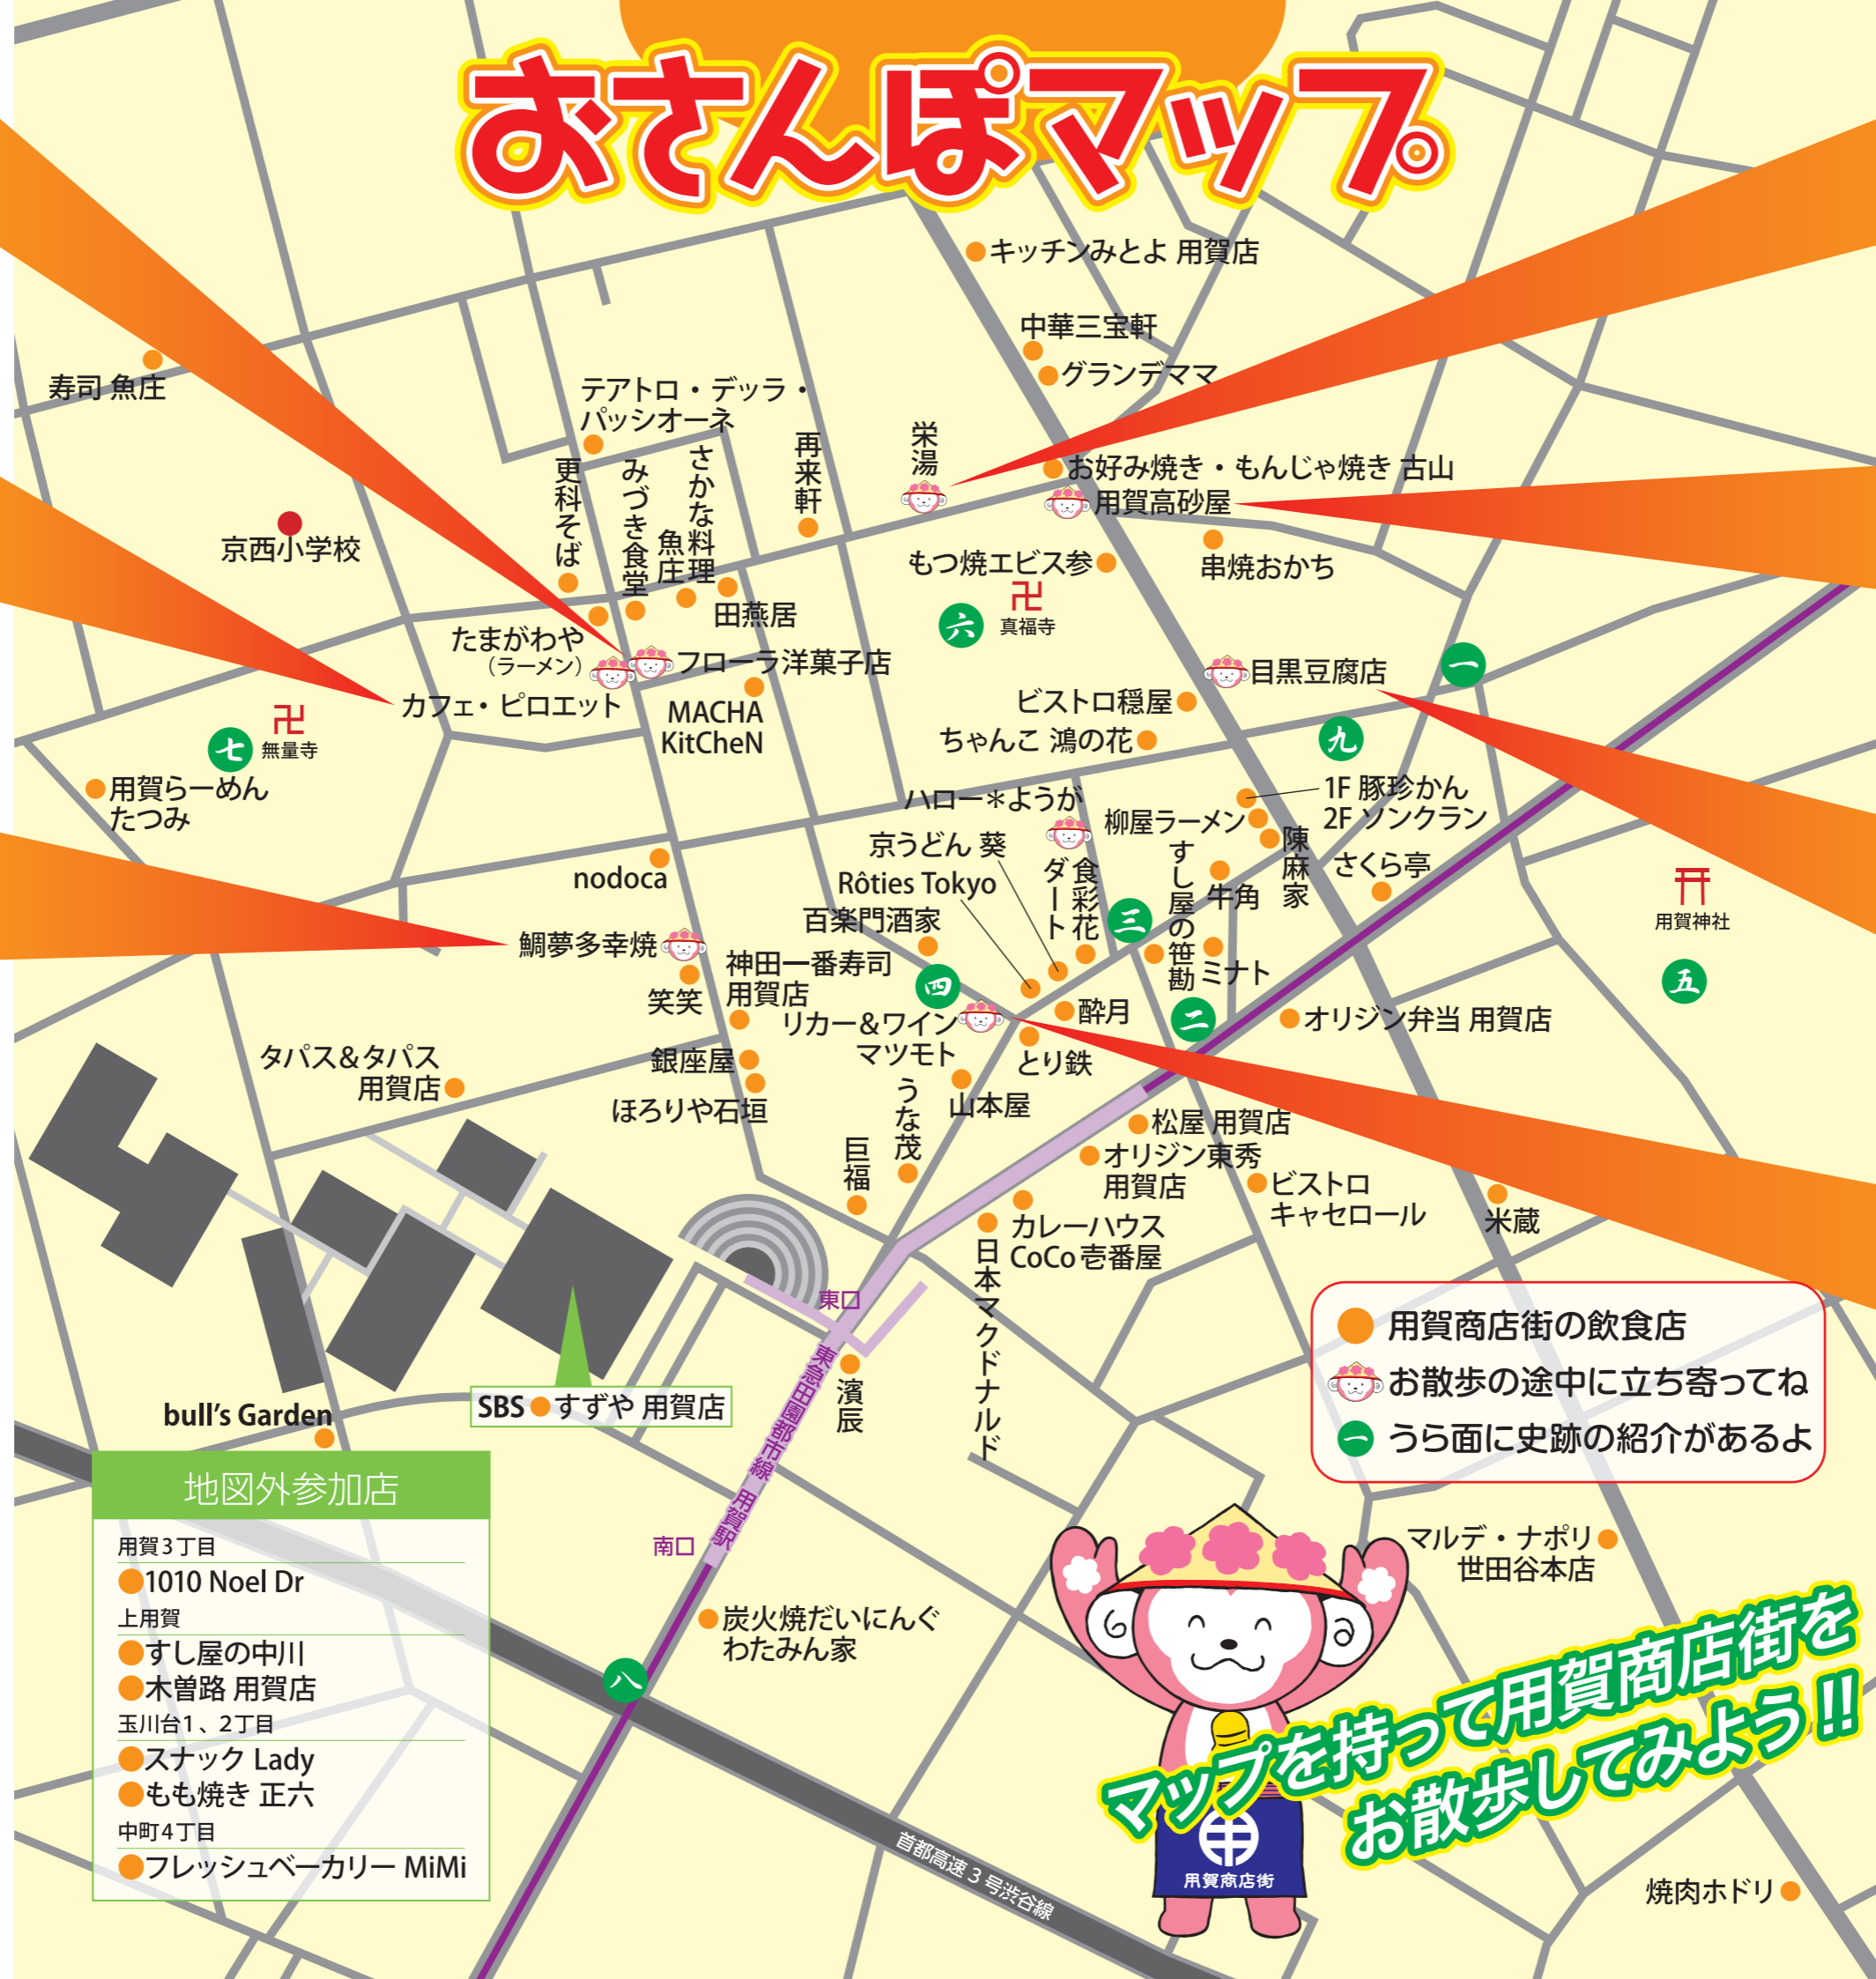 おさんぽマップ
キッチンみとよ 用賀店
中華三宝軒
グランデママ
寿司 魚庄
テアトロ・デッラ・
パッシオーネ
再来軒
栄湯
お好み焼き・もんじゃ焼き 古山
用賀高砂屋
更科そば
みづき食堂
さかな料理
魚庄
京西小学校
もつ焼エビス参
串焼おかち
田燕居
六
卍
真福寺
たまがわや
（ラーメン）
フローラ洋菓子店
目黒豆腐店
一
カフェ・ピロエット
MACHA
KitCheN
ビストロ穏屋
ちゃんこ 鴻の花
九
七
卍
無量寺
用賀らーめん
たつみ
ハロー＊ようが
1F 豚珍かん
2F ソンクラン
柳屋ラーメン
陳麻家
京うどん 葵
Rôties Tokyo
百楽門酒家
食彩花
ダート
すし屋の笹勘
牛角
さくら亭
nodoca
三
用賀神社
鯛夢多幸焼
神田一番寿司
用賀店
ミナト
笑笑
四
五
リカー＆ワイン
マツモト
酔月
二
オリジン弁当 用賀店
とり鉄
タパス＆タパス
用賀店
銀座屋
ほろりや石垣
うな茂
山本屋
松屋 用賀店
巨福
オリジン東秀
用賀店
ビストロ
キャセロール
米蔵
カレーハウス
CoCo壱番屋
日本マクドナルド
東口
東急田園都市線 用賀駅
濱辰
南口
SBS すずや 用賀店
bull's Garden
用賀商店街の飲食店
お散歩の途中に立ち寄ってね
一 うら面に史跡の紹介があるよ
地図外参加店
用賀3丁目
1010 Noel Dr
上用賀
すし屋の中川
木曽路 用賀店
玉川台1、2丁目
スナック Lady
もも焼き 正六
中町4丁目
フレッシュベーカリー MiMi
炭火焼だいにんぐ
わたみん家
八
首都高速3号渋谷線
マルデ・ナポリ
世田谷本店
マップを持って用賀商店街を
お散歩してみよう!!
用賀商店街
焼肉ホドリ